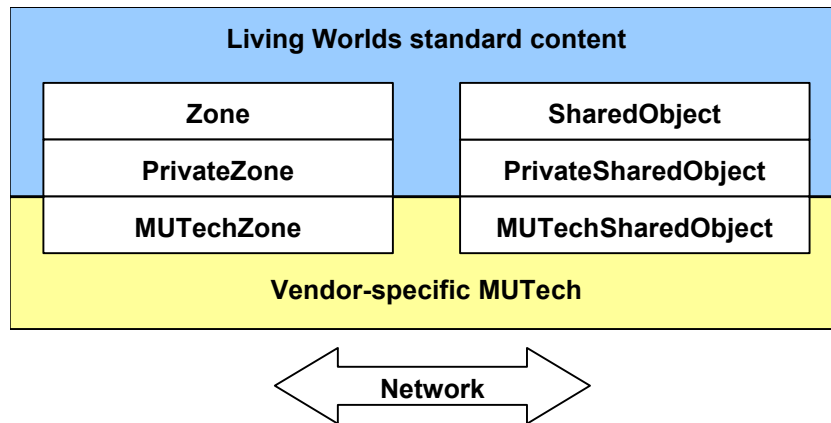 Living Worlds standard content
Zone
SharedObject
PrivateZone
PrivateSharedObject
MUTechZone
MUTechSharedObject
Vendor-specific MUTech
Network